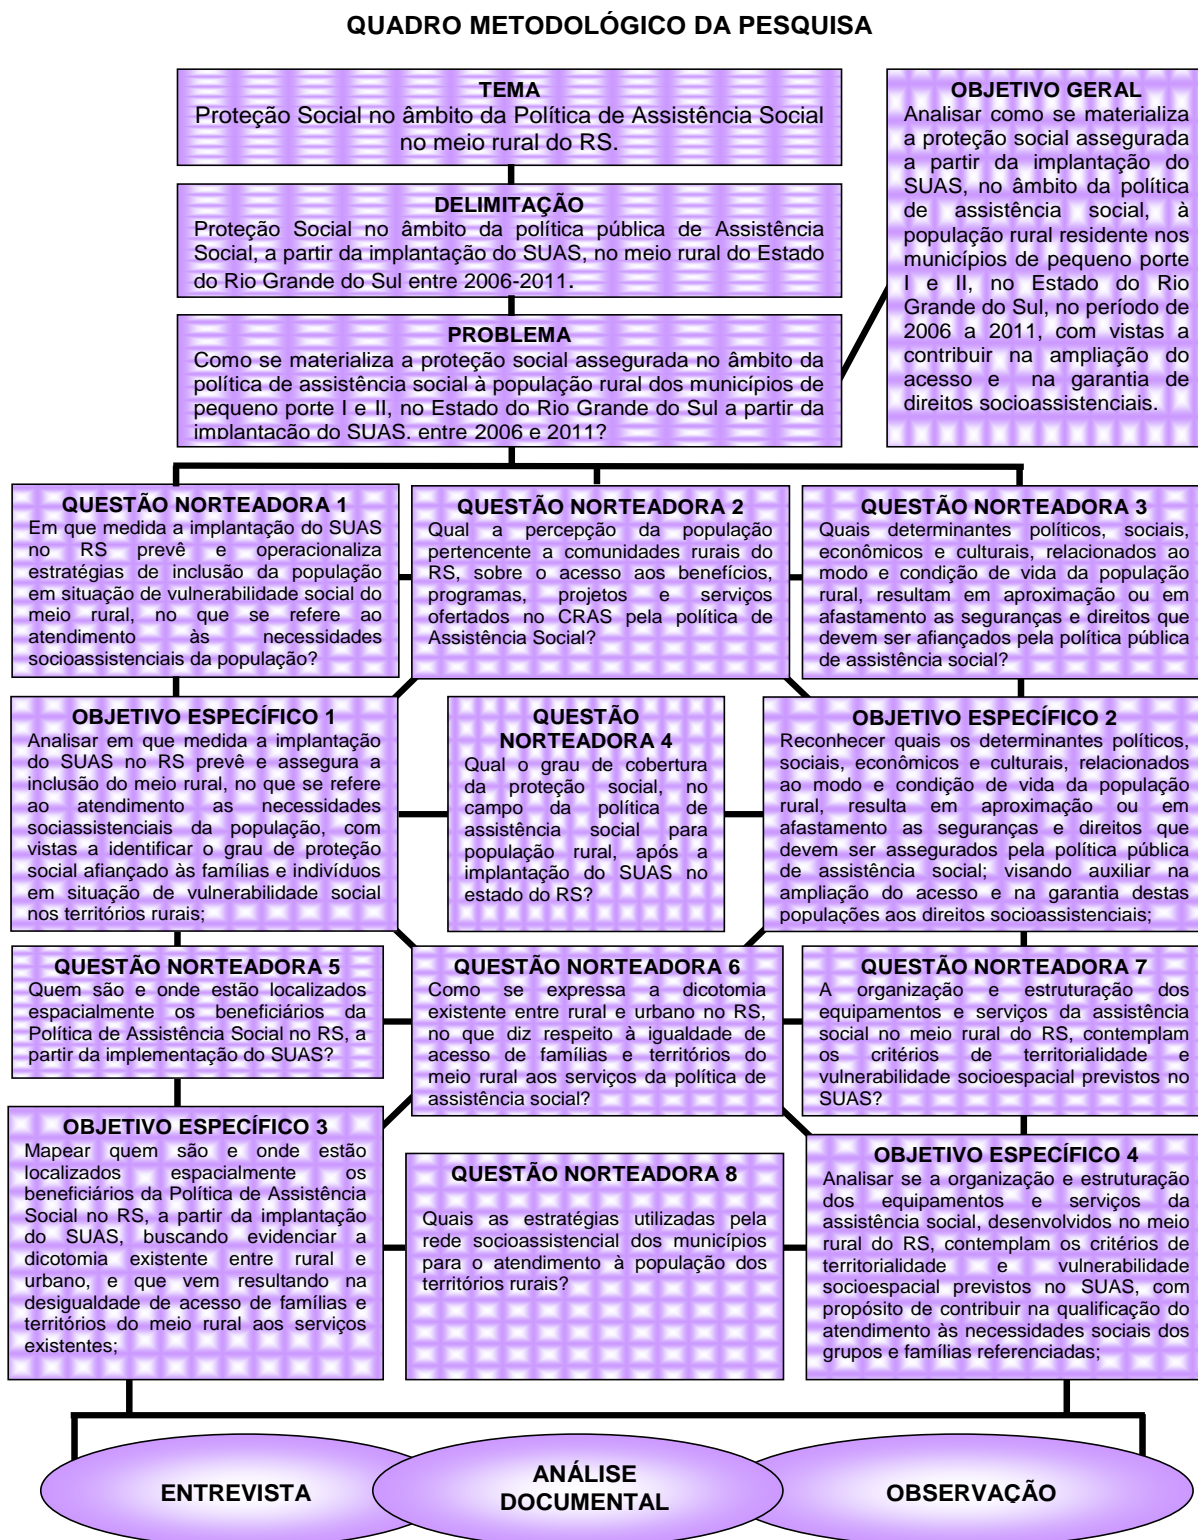 QUADRO METODOLÓGICO DA PESQUISA
TEMA
Proteção Social no âmbito da Política de Assistência Social
no meio rural do RS.
OBJETIVO GERAL
Analisar como se materializa
a proteção social assegurada
a partir da implantação do
SUAS, no âmbito da política
de assistência social, à
população rural residente nos
municípios de pequeno porte
I e II, no Estado do Rio
Grande do Sul, no período de
2006 a 2011, com vistas a
contribuir na ampliação do
acesso e na garantia de
direitos socioassistenciais.
DELIMITAÇÃO
Proteção Social no âmbito da política pública de Assistência
Social, a partir da implantação do SUAS, no meio rural do Estado
do Rio Grande do Sul entre 2006-2011.
PROBLEMA
Como se materializa a proteção social assegurada no âmbito da
política de assistência social à população rural dos municípios de
pequeno porte I e II, no Estado do Rio Grande do Sul a partir da
implantação do SUAS. entre 2006 e 2011?
QUESTÃO NORTEADORA 1
Em que medida a implantação do SUAS
no RS prevê e operacionaliza
estratégias de inclusão da população
em situação de vulnerabilidade social do
meio rural, no que se refere ao
atendimento às necessidades
socioassistenciais da população?
QUESTÃO NORTEADORA 2
Qual a percepção da população
pertencente a comunidades rurais do
RS, sobre o acesso aos benefícios,
programas, projetos e serviços
ofertados no CRAS pela política de
Assistência Social?
QUESTÃO NORTEADORA 3
Quais determinantes políticos, sociais,
econômicos e culturais, relacionados ao
modo e condição de vida da população
rural, resultam em aproximação ou em
afastamento as seguranças e direitos que
devem ser afiançados pela política pública
de assistência social?
OBJETIVO ESPECÍFICO 1
Analisar em que medida a implantação
do SUAS no RS prevê e assegura a
inclusão do meio rural, no que se refere
ao atendimento as necessidades
sociassistenciais da população, com
vistas a identificar o grau de proteção
social afiançado às famílias e indivíduos
em situação de vulnerabilidade social
nos territórios rurais;
QUESTÃO
NORTEADORA 4
Qual o grau de cobertura
da proteção social, no
campo da política de
assistência social para
população rural, após a
implantação do SUAS no
estado do RS?
OBJETIVO ESPECÍFICO 2
Reconhecer quais os determinantes políticos,
sociais, econômicos e culturais, relacionados
ao modo e condição de vida da população
rural, resulta em aproximação ou em
afastamento as seguranças e direitos que
devem ser assegurados pela política pública
de assistência social; visando auxiliar na
ampliação do acesso e na garantia destas
populações aos direitos socioassistenciais;
QUESTÃO NORTEADORA 5
Quem são e onde estão localizados
espacialmente os beneficiários da
Política de Assistência Social no RS, a
partir da implementação do SUAS?
QUESTÃO NORTEADORA 6
Como se expressa a dicotomia
existente entre rural e urbano no RS,
no que diz respeito à igualdade de
acesso de famílias e territórios do
meio rural aos serviços da política de
assistência social?
QUESTÃO NORTEADORA 7
A organização e estruturação dos
equipamentos e serviços da assistência
social no meio rural do RS, contemplam
os critérios de territorialidade e
vulnerabilidade socioespacial previstos no
SUAS?
OBJETIVO ESPECÍFICO 3
Mapear quem são e onde estão
localizados espacialmente os
beneficiários da Política de Assistência
Social no RS, a partir da implantação
do SUAS, buscando evidenciar a
dicotomia existente entre rural e
urbano, e que vem resultando na
desigualdade de acesso de famílias e
territórios do meio rural aos serviços
existentes;
QUESTÃO NORTEADORA 8
Quais as estratégias utilizadas pela
rede socioassistencial dos municípios
para o atendimento à população dos
territórios rurais?
OBJETIVO ESPECÍFICO 4
Analisar se a organização e estruturação
dos equipamentos e serviços da
assistência social, desenvolvidos no meio
rural do RS, contemplam os critérios de
territorialidade e vulnerabilidade
socioespacial previstos no SUAS, com
propósito de contribuir na qualificação do
atendimento às necessidades sociais dos
grupos e famílias referenciadas;
ENTREVISTA
ANÁLISE
DOCUMENTAL
OBSERVAÇÃO